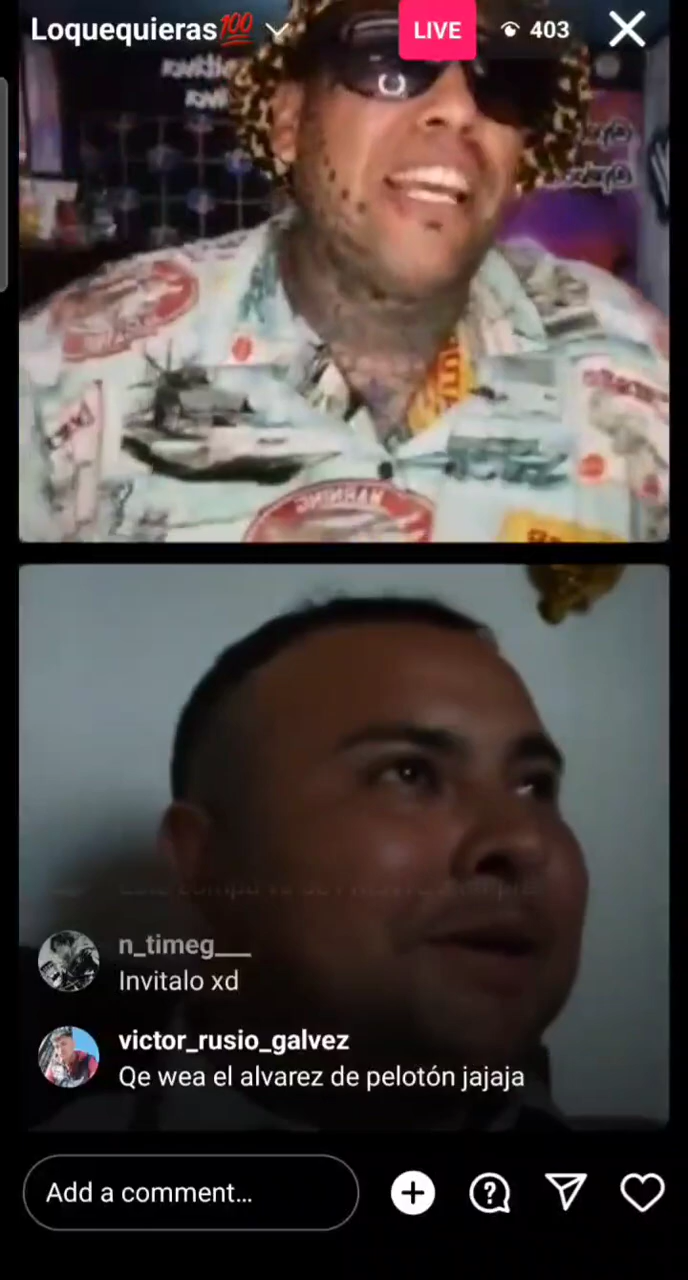 Loquequieras💯
LIVE
403
n_timeg___
Invitalo xd
victor_rusio_galvez
Qe wea el alvarez de pelotón jajaja
Add a comment...